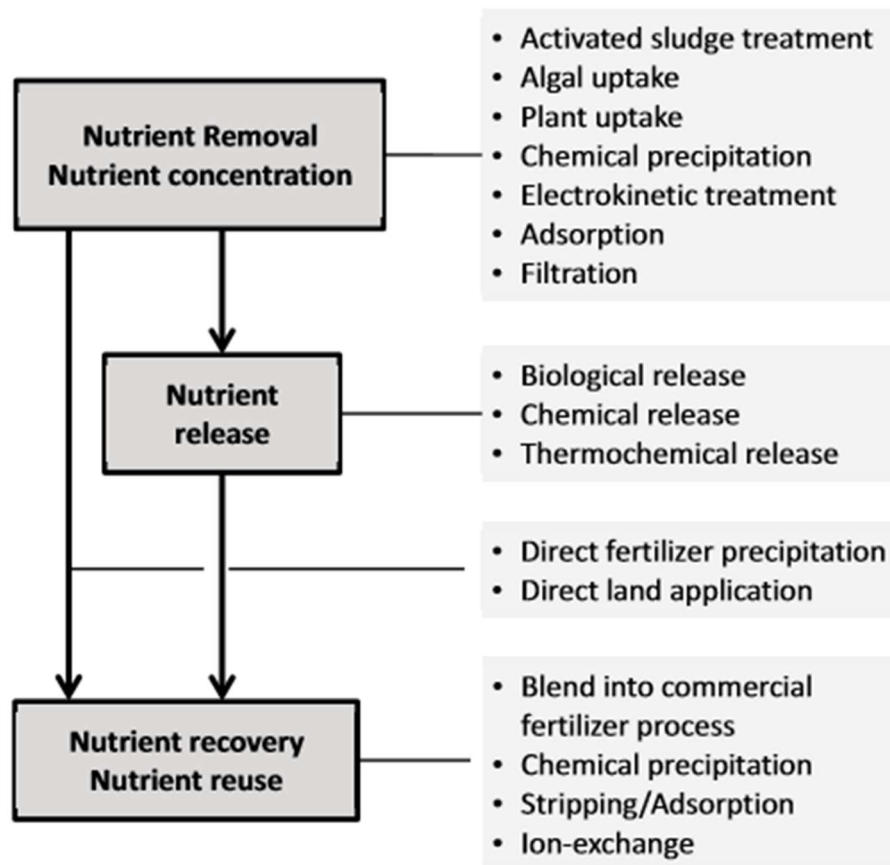 Nutrient Removal
Nutrient concentration
• Activated sludge treatment
• Algal uptake
• Plant uptake
• Chemical precipitation
• Electrokinetic treatment
• Adsorption
• Filtration
Nutrient
release
• Biological release
• Chemical release
• Thermochemical release
• Direct fertilizer precipitation
• Direct land application
Nutrient recovery
Nutrient reuse
• Blend into commercial
fertilizer process
• Chemical precipitation
• Stripping/Adsorption
• Ion-exchange